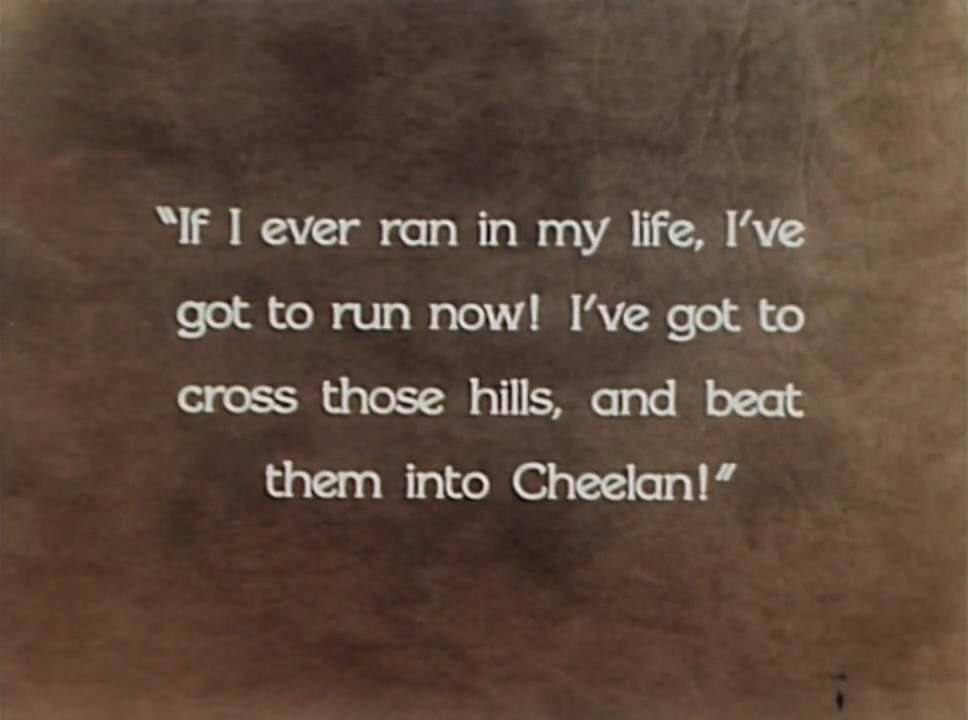 “If I ever ran in my life, I’ve
got to run now! I’ve got to
cross those hills, and beat
them into Cheelan!”